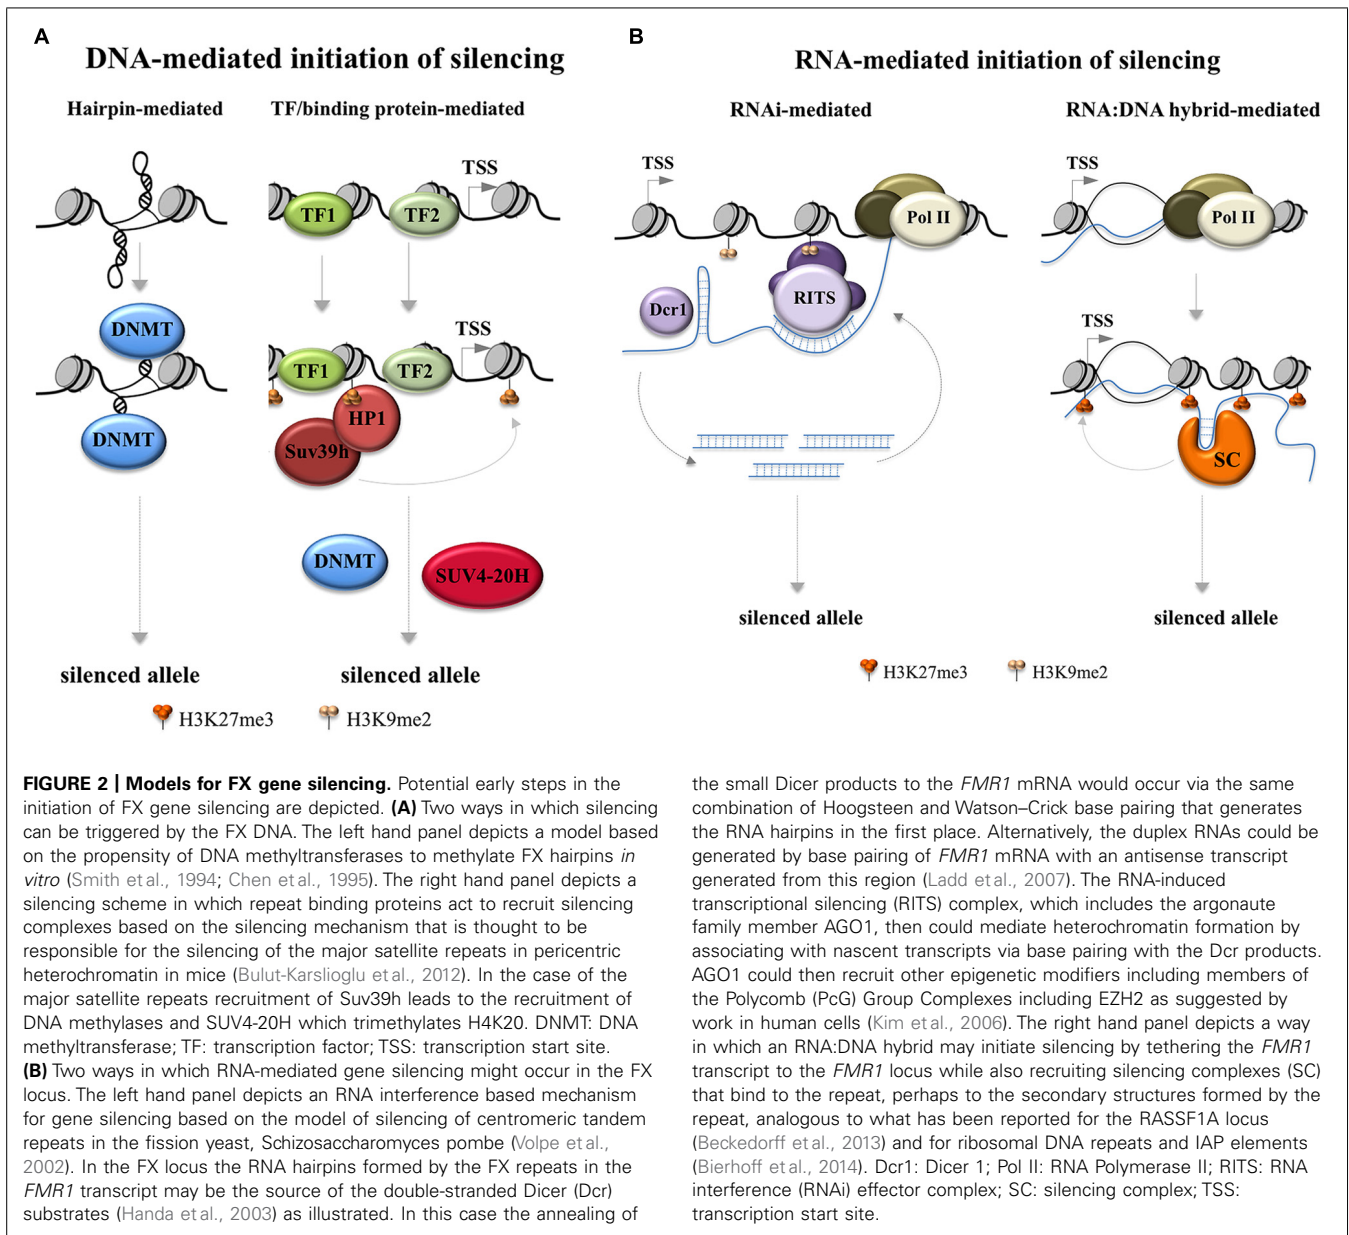 A
DNA-mediated initiation of silencing
Hairpin-mediated
TF/binding protein-mediated
TSS
TF1
TF2
DNMT
DNMT
TSS
TF1
TF2
HP1
Suv39h
DNMT
SUV4-20H
silenced allele
silenced allele
H3K27me3
H3K9me2
B
RNA-mediated initiation of silencing
RNAi-mediated
RNA:DNA hybrid-mediated
TSS
Pol II
Dcr1
RITS
silenced allele
TSS
Pol II
TSS
SC
silenced allele
H3K27me3
H3K9me2
FIGURE 2 | Models for FX gene silencing. Potential early steps in the
initiation of FX gene silencing are depicted. (A) Two ways in which silencing
can be triggered by the FX DNA. The left hand panel depicts a model based
on the propensity of DNA methyltransferases to methylate FX hairpins in
vitro (Smith et al., 1994; Chen et al., 1995). The right hand panel depicts a
silencing scheme in which repeat binding proteins act to recruit silencing
complexes based on the silencing mechanism that is thought to be
responsible for the silencing of the major satellite repeats in pericentric
heterochromatin in mice (Bulut-Karslioglu et al., 2012). In the case of the
major satellite repeats recruitment of Suv39h leads to the recruitment of
DNA methylases and SUV4-20H which trimethylates H4K20. DNMT: DNA
methyltransferase; TF: transcription factor; TSS: transcription start site.
(B) Two ways in which RNA-mediated gene silencing might occur in the FX
locus. The left hand panel depicts an RNA interference based mechanism
for gene silencing based on the model of silencing of centromeric tandem
repeats in the fission yeast, Schizosaccharomyces pombe (Volpe et al.,
2002). In the FX locus the RNA hairpins formed by the FX repeats in the
FMR1 transcript may be the source of the double-stranded Dicer (Dcr)
substrates (Handa et al., 2003) as illustrated. In this case the annealing of
the small Dicer products to the FMR1 mRNA would occur via the same
combination of Hoogsteen and Watson–Crick base pairing that generates
the RNA hairpins in the first place. Alternatively, the duplex RNAs could be
generated by base pairing of FMR1 mRNA with an antisense transcript
generated from this region (Ladd et al., 2007). The RNA-induced
transcriptional silencing (RITS) complex, which includes the argonaute
family member AGO1, then could mediate heterochromatin formation by
associating with nascent transcripts via base pairing with the Dcr products.
AGO1 could then recruit other epigenetic modifiers including members of
the Polycomb (PcG) Group Complexes including EZH2 as suggested by
work in human cells (Kim et al., 2006). The right hand panel depicts a way
in which an RNA:DNA hybrid may initiate silencing by tethering the FMR1
transcript to the FMR1 locus while also recruiting silencing complexes (SC)
that bind to the repeat, perhaps to the secondary structures formed by the
repeat, analogous to what has been reported for the RASSF1A locus
(Beckedorff et al., 2013) and for ribosomal DNA repeats and IAP elements
(Bierhoff et al., 2014). Dcr1: Dicer 1; Pol II: RNA Polymerase II; RITS: RNA
interference (RNAi) effector complex; SC: silencing complex; TSS:
transcription start site.